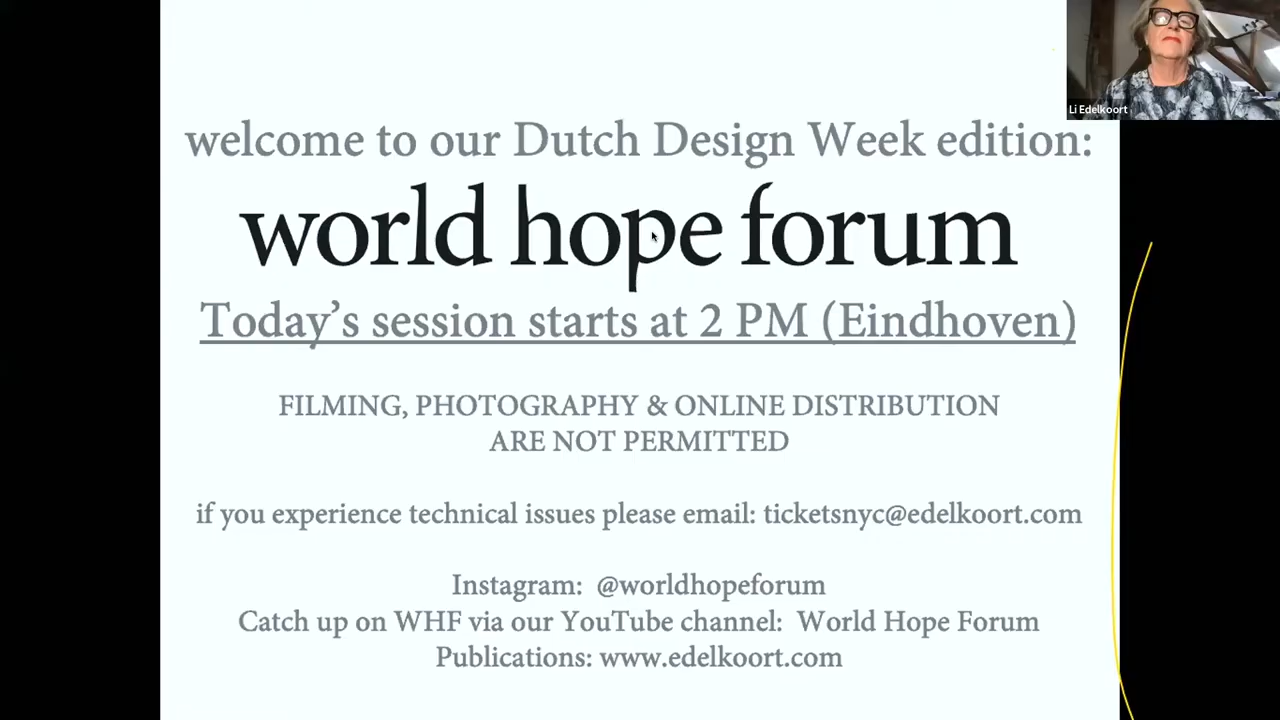 Li Edelkoort
welcome to our Dutch Design Week edition:
world hope forum
Today’s session starts at 2 PM (Eindhoven)
FILMING, PHOTOGRAPHY & ONLINE DISTRIBUTION
ARE NOT PERMITTED
if you experience technical issues please email: ticketsnyc@edelkoort.com
Instagram: @worldhopeforum
Catch up on WHF via our YouTube channel: World Hope Forum
Publications: www.edelkoort.com